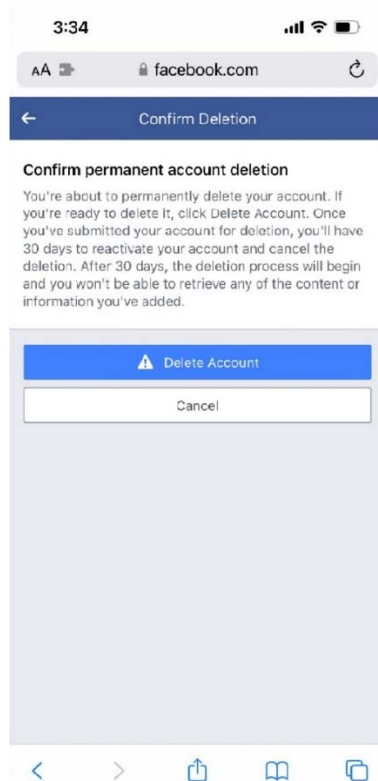 3:34
AA facebook.com
Confirm Deletion
Confirm permanent account deletion
You're about to permanently delete your account. If
you're ready to delete it, click Delete Account. Once
you've submitted your account for deletion, you'll have
30 days to reactivate your account and cancel the
deletion. After 30 days, the deletion process will begin
and you won't be able to retrieve any of the content or
information you've added.
Delete Account
Cancel